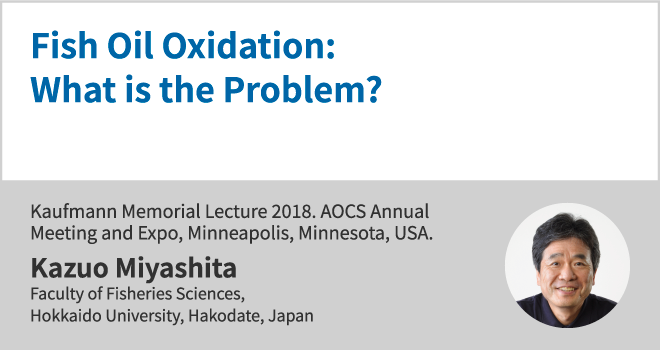 Fish Oil Oxidation:
What is the Problem?
Kaufmann Memorial Lecture 2018. AOCS Annual
Meeting and Expo, Minneapolis, Minnesota, USA.
Kazuo Miyashita
Faculty of Fisheries Sciences,
Hokkaido University, Hakodate, Japan